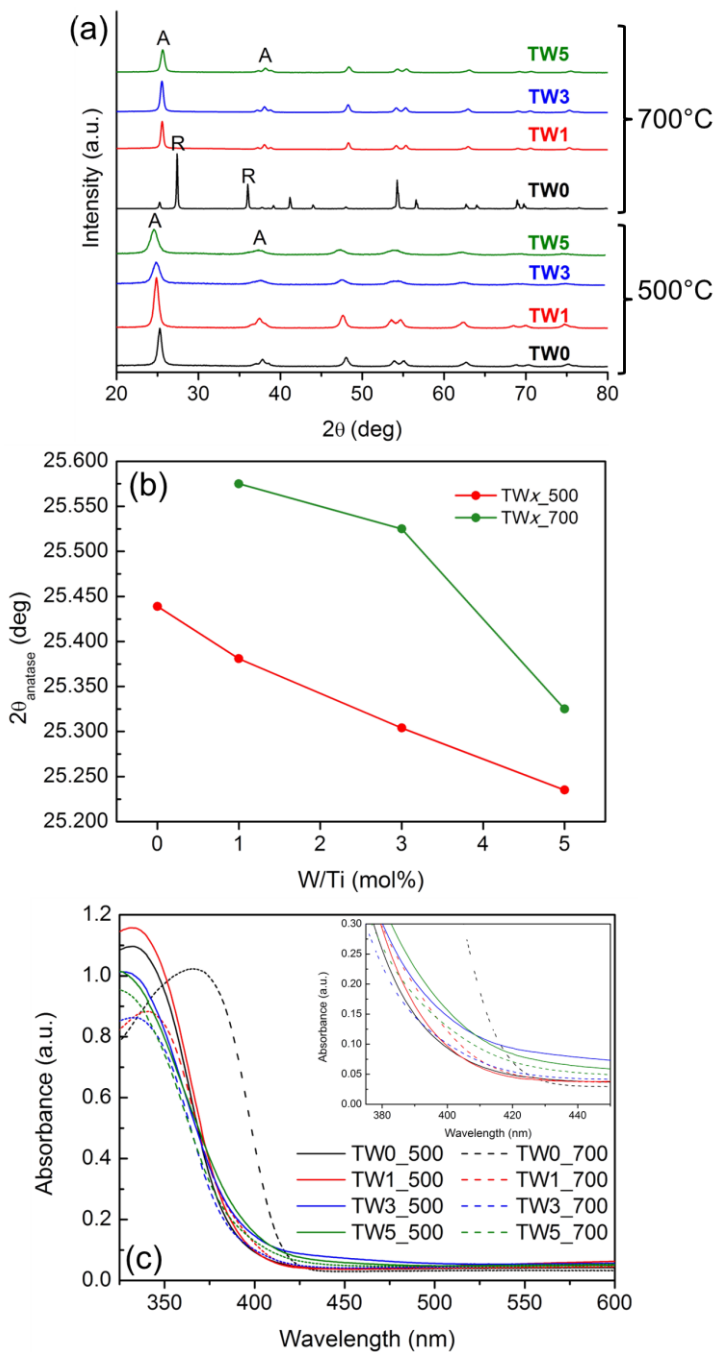 (a)
A
A
TW5
TW3
TW1
R
R
TW0
700°C
A
A
TW5
TW3
TW1
TW0
500°C
Intensity (a.u.)
20 30 40 50 60 70 80
2θ (deg)
(b)
25.600
25.550
25.500
25.450
25.400
25.350
25.300
25.250
25.200
2θanatase (deg)
TWx_500
TWx_700
0 1 2 3 4 5
W/Ti (mol%)
1.2
1.0
0.8
0.6
0.4
0.2
0.0
Absorbance (a.u.)
0.30
0.25
0.20
0.15
0.10
0.05
0.00
Absorbance (a.u.)
380 400 420 440
Wavelength (nm)
TW0_500 TW0_700
TW1_500 TW1_700
TW3_500 TW3_700
TW5_500 TW5_700
(c)
350 400 450 500 550 600
Wavelength (nm)